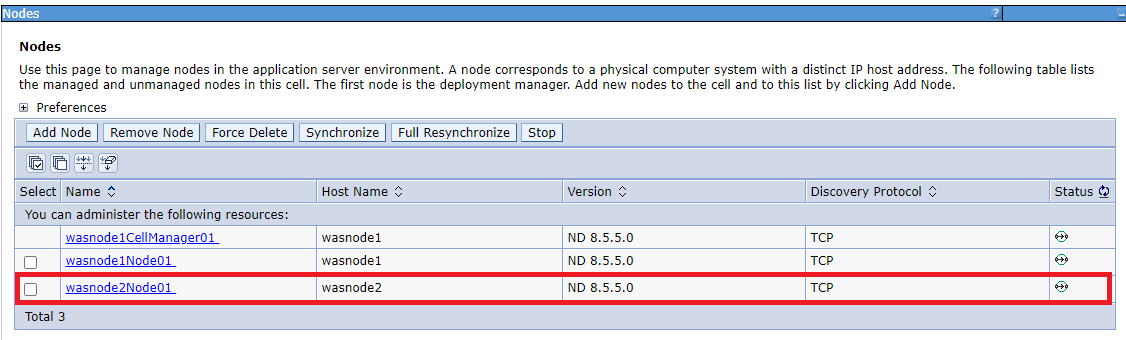 Nodes ? –
Nodes
Use this page to manage nodes in the application server environment. A node corresponds to a physical computer system with a distinct IP host address. The following table lists
the managed and unmanaged nodes in this cell. The first node is the deployment manager. Add new nodes to the cell and to this list by clicking Add Node.
Preferences
Add Node Remove Node Force Delete Synchronize Full Resynchronize Stop
Select Name Host Name Version Discovery Protocol Status
You can administer the following resources:
wasnode1CellManager01 wasnode1 ND 8.5.5.0 TCP
wasnode1Node01 wasnode1 ND 8.5.5.0 TCP
wasnode2Node01 wasnode2 ND 8.5.5.0 TCP
Total 3